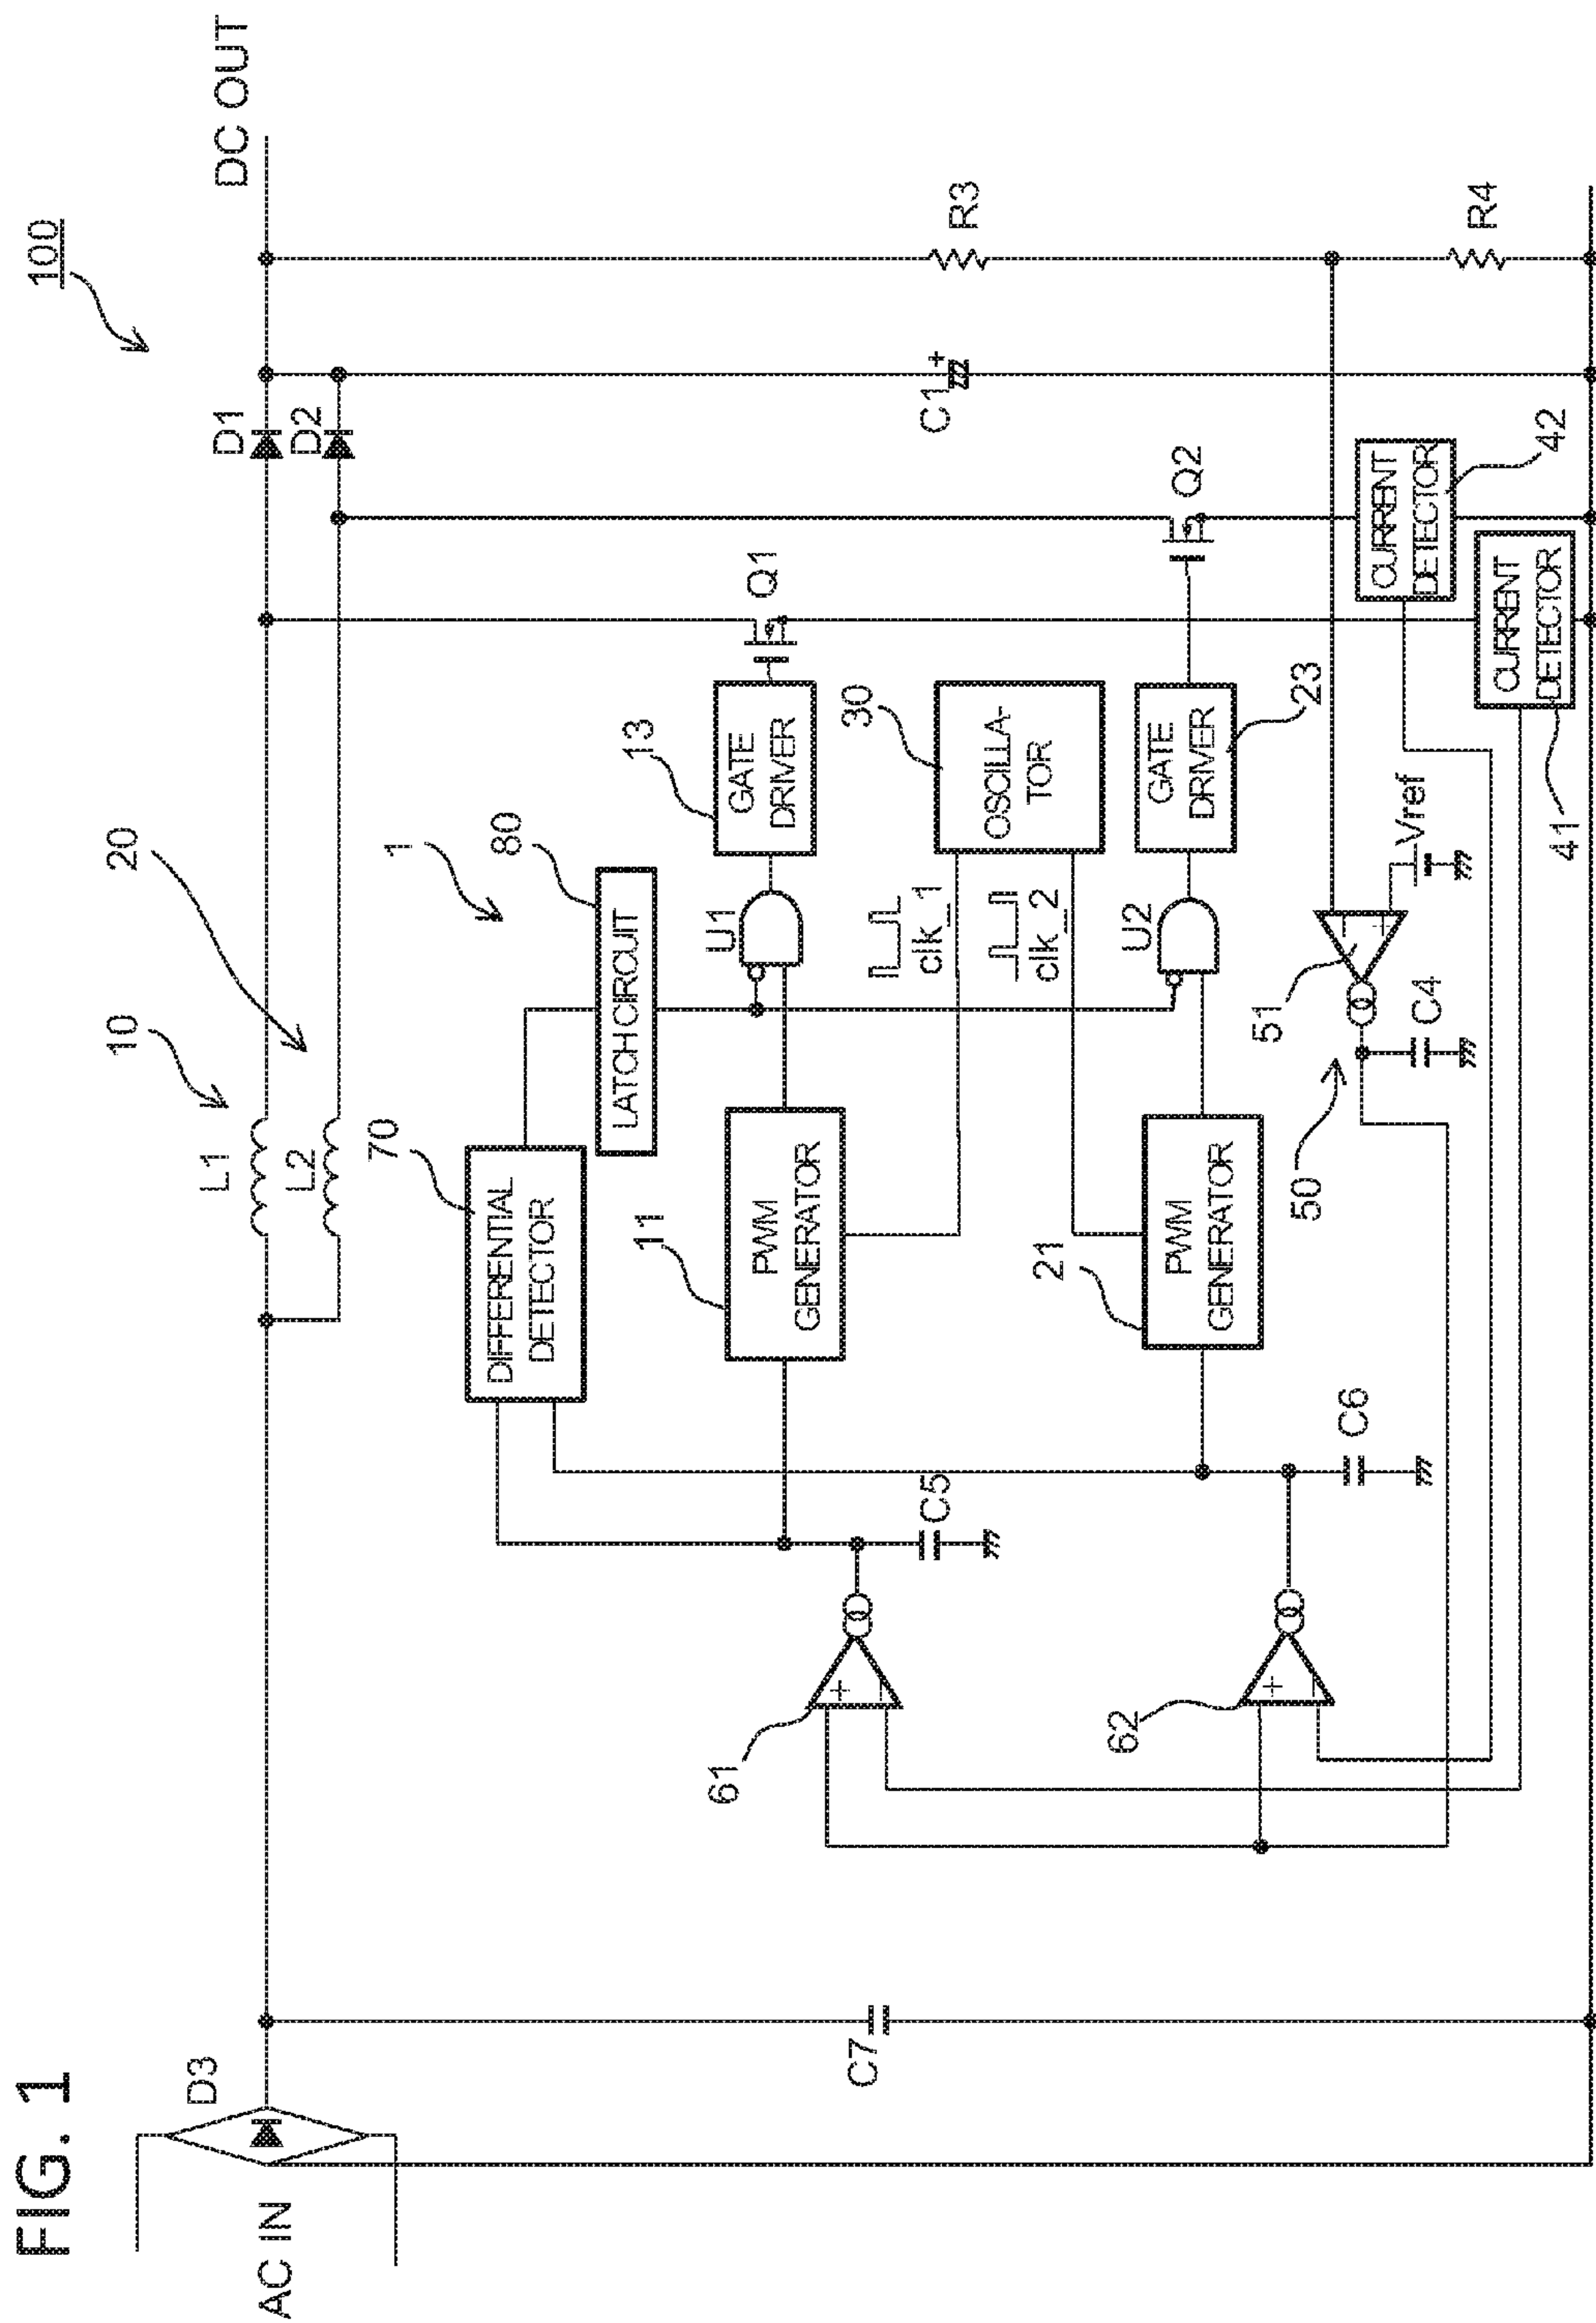 FIG. 1
100
DC OUT
AC IN
D3
10
20
L1
L2
D1
D2
1
70
DIFFERENTIAL
DETECTOR
80
LATCH CIRCUIT
11
PWM
GENERATOR
U1
13
GATE
DRIVER
Q1
61
+
−
C5
C7
clk_1
clk_2
30
OSCILLA-
TOR
C1
+
R3
21
PWM
GENERATOR
U2
GATE
DRIVER
23
Q2
62
+
−
C6
50
51
−
+
C4
Vref
CURRENT
DETECTOR
42
CURRENT
DETECTOR
41
R4